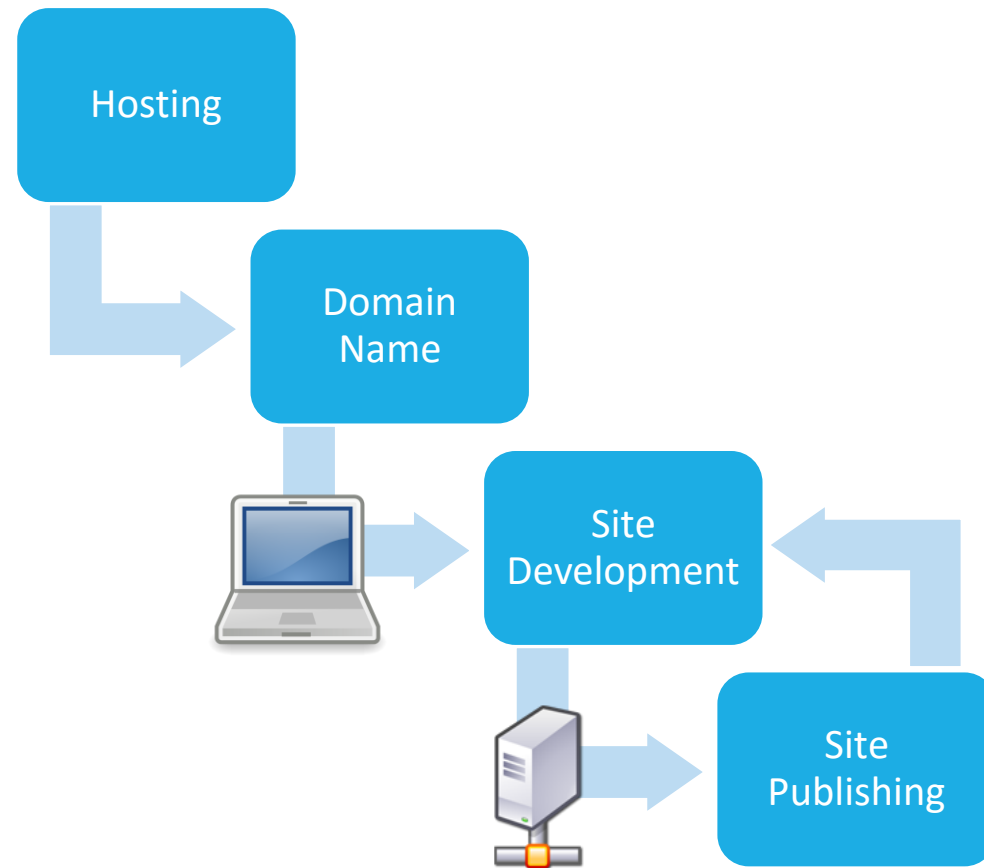 Hosting
Domain
Name
Site
Development
Site
Publishing